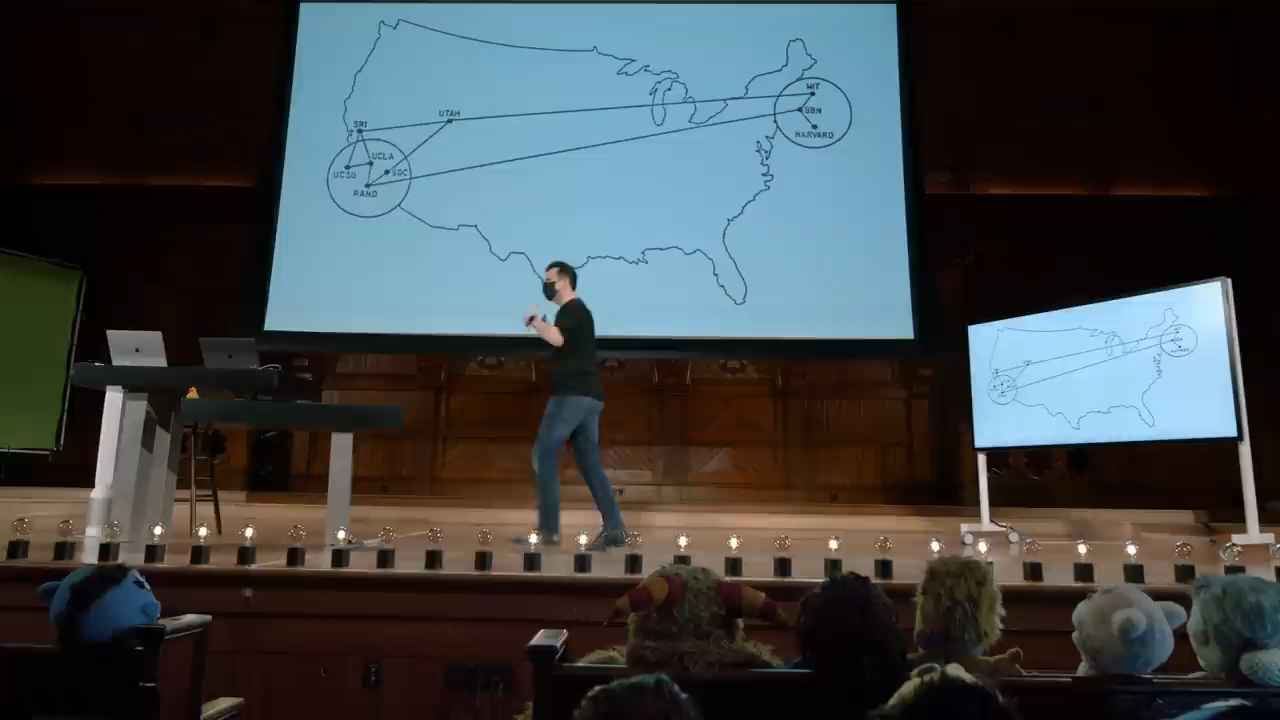 MIT
BBN
HARVARD
UTAH
SRI
UCLA
UCSB
SDC
RAND